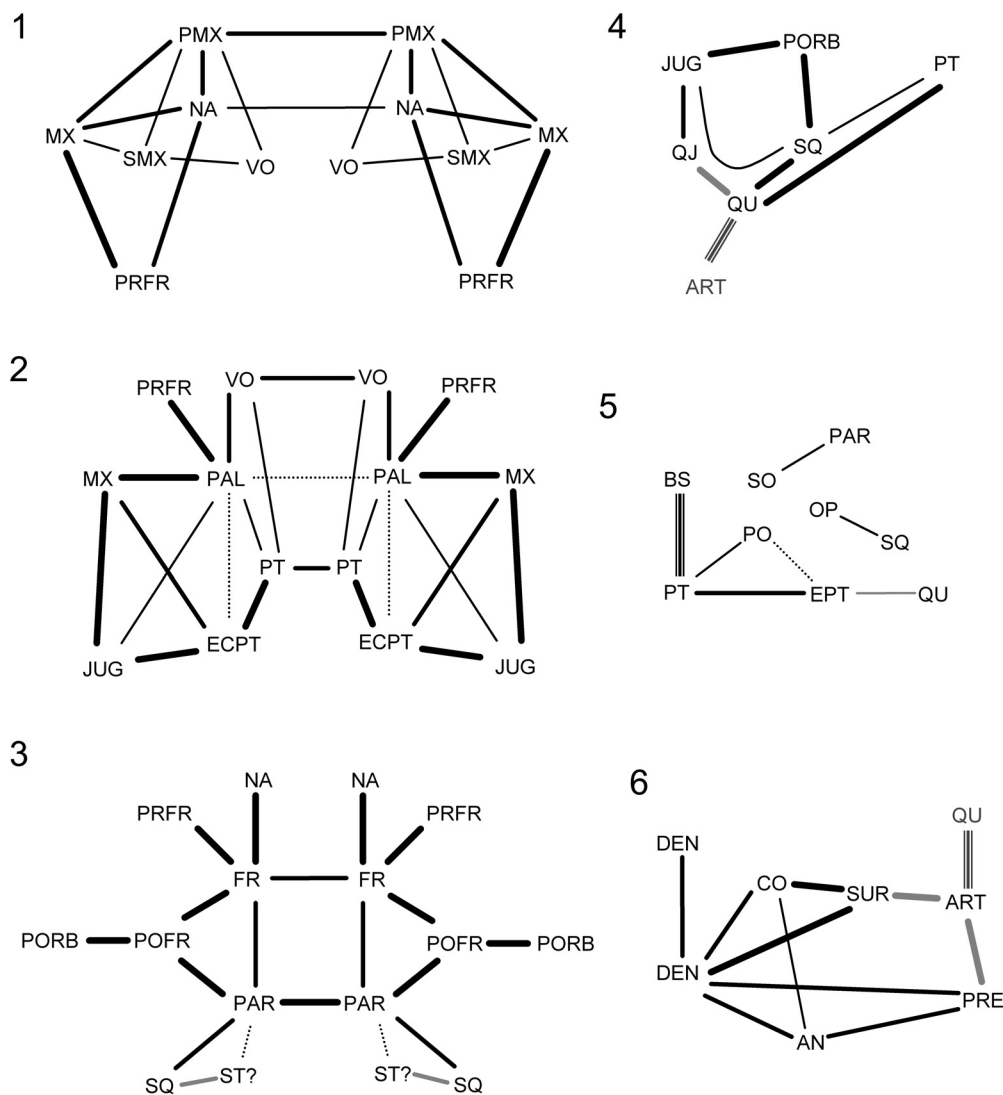 1
PMX PMX
NA NA
MX MX
SMX SMX
VO VO
PRFR PRFR
2
VO VO
PRFR PRFR
MX PAL PAL MX
PT PT
ECPT ECPT
JUG JUG
3
NA NA
PRFR PRFR
FR FR
PORB POFR POFR PORB
PAR PAR
ST? ST?
SQ SQ
4
PORB
JUG PT
QJ SQ
QU
ART
5
PAR
BS SO
OP
PO SQ
PT EPT QU
6
QU
DEN
CO SUR ART
DEN
PRE
AN